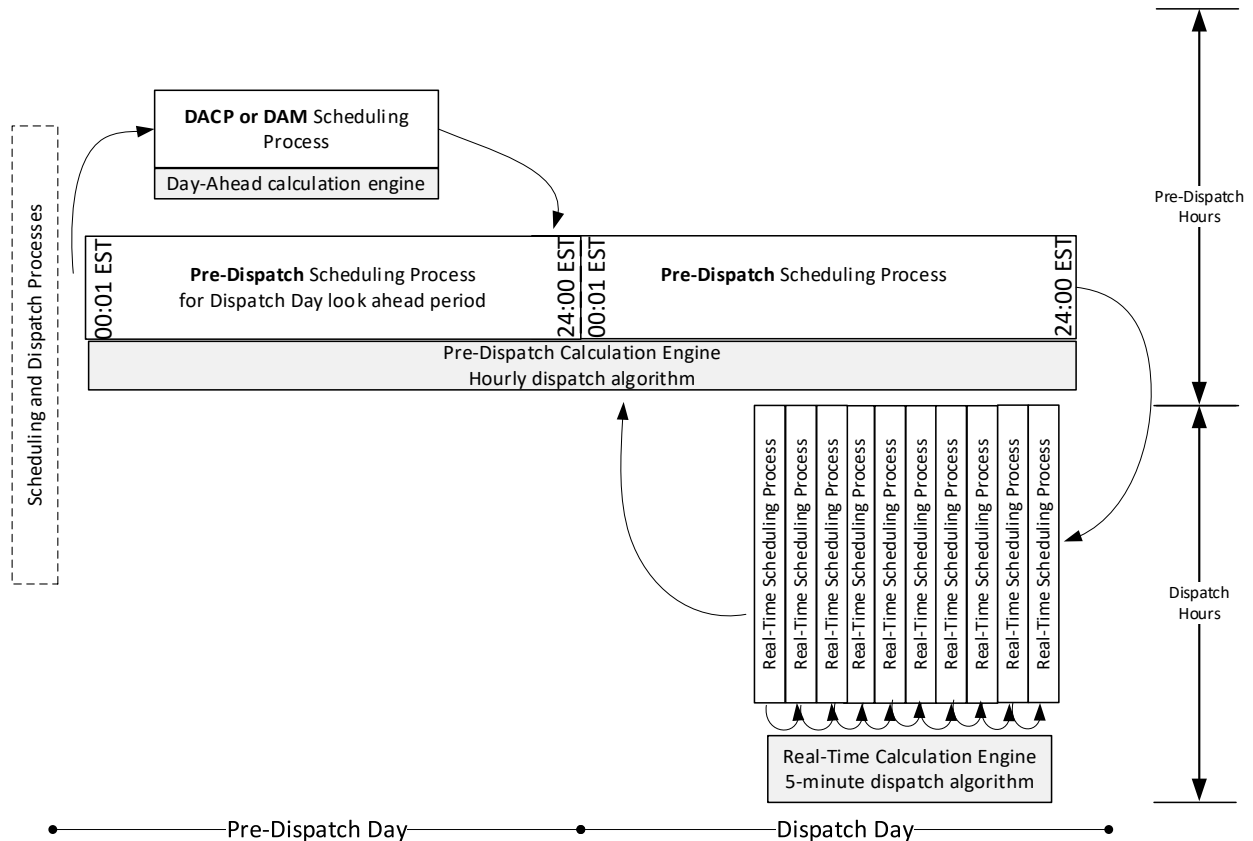 Scheduling and Dispatch Processes
DACP or DAM Scheduling
Process
Day-Ahead calculation engine
00:01 EST
Pre-Dispatch Scheduling Process
for Dispatch Day look ahead period
24:00 EST
00:01 EST
Pre-Dispatch Scheduling Process
24:00 EST
Pre-Dispatch Calculation Engine
Hourly dispatch algorithm
Pre-Dispatch
Hours
Real-Time Scheduling Process
Real-Time Scheduling Process
Real-Time Scheduling Process
Real-Time Scheduling Process
Real-Time Scheduling Process
Real-Time Scheduling Process
Real-Time Scheduling Process
Real-Time Scheduling Process
Real-Time Scheduling Process
Real-Time Scheduling Process
Dispatch
Hours
Real-Time Calculation Engine
5-minute dispatch algorithm
Pre-Dispatch Day
Dispatch Day